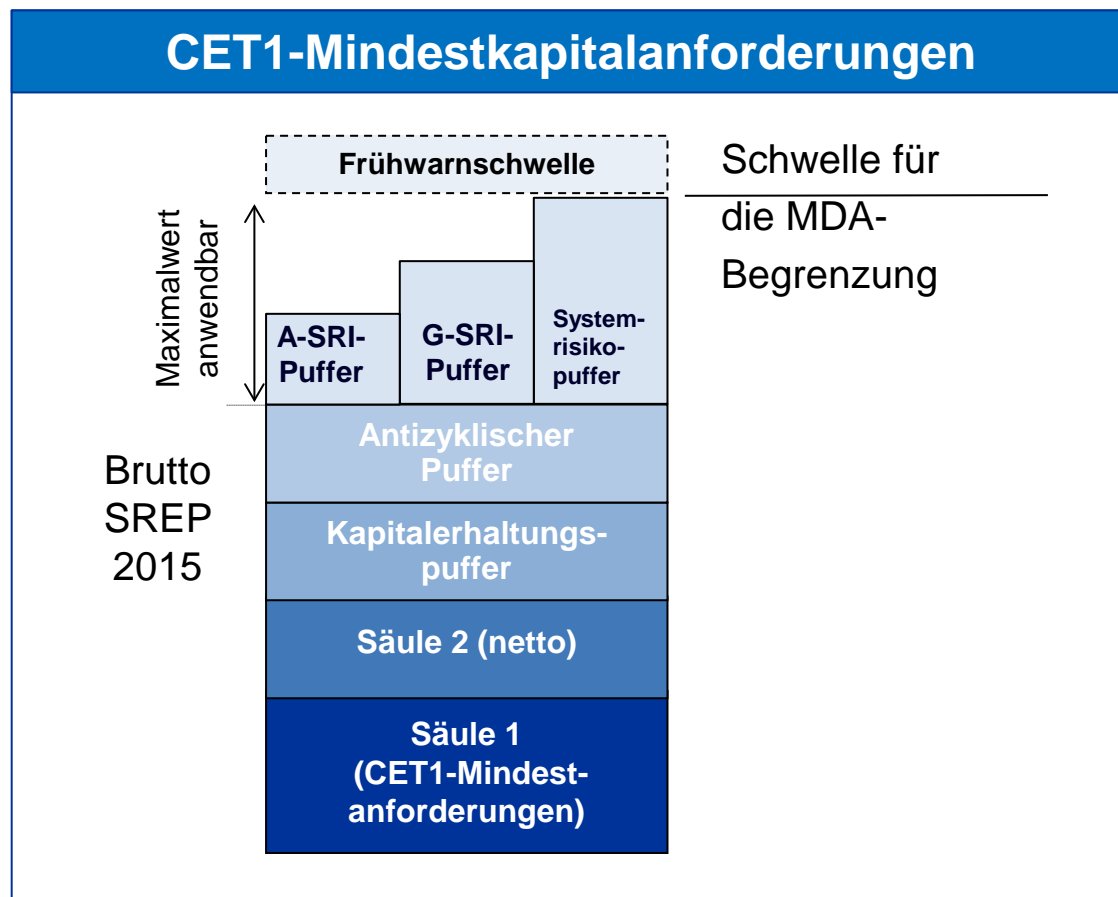 CET1-Mindestkapitalanforderungen
Frühwarnschwelle
Schwelle für
die MDA-
Begrenzung
Maximalwert
anwendbar
A-SRI-
Puffer
G-SRI-
Puffer
System-
risiko-
puffer
Antizyklischer
Puffer
Brutto
SREP
2015
Kapitalerhaltungs-
puffer
Säule 2 (netto)
Säule 1
(CET1-Mindest-
anforderungen)